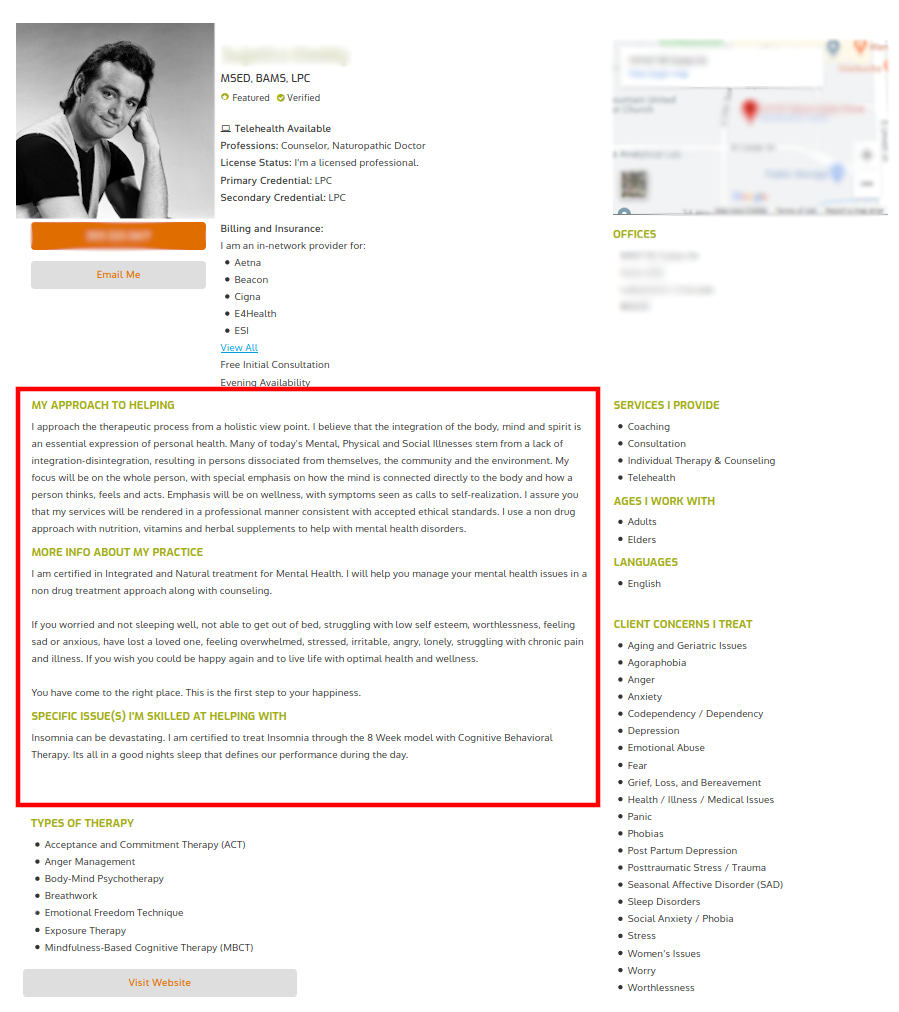 MSED, BAMS, LPC
Featured Verified
Telehealth Available
Professions: Counselor, Naturopathic Doctor
License Status: I'm a licensed professional.
Primary Credential: LPC
Secondary Credential: LPC
Email Me
Billing and Insurance:
I am an in-network provider for:
Aetna
Beacon
Cigna
E4Health
ESI
View All
Free Initial Consultation
Evening Availability
OFFICES
MY APPROACH TO HELPING
I approach the therapeutic process from a holistic view point. I believe that the integration of the body, mind and spirit is
an essential expression of personal health. Many of today's Mental, Physical and Social Illnesses stem from a lack of
integration-disintegration, resulting in persons dissociated from themselves, the community and the environment. My
focus will be on the whole person, with special emphasis on how the mind is connected directly to the body and how a
person thinks, feels and acts. Emphasis will be on wellness, with symptoms seen as calls to self-realization. I assure you
that my services will be rendered in a professional manner consistent with accepted ethical standards. I use a non drug
approach with nutrition, vitamins and herbal supplements to help with mental health disorders.
MORE INFO ABOUT MY PRACTICE
I am certified in Integrated and Natural treatment for Mental Health. I will help you manage your mental health issues in a
non drug treatment approach along with counseling.
If you worried and not sleeping well, not able to get out of bed, struggling with low self esteem, worthlessness, feeling
sad or anxious, have lost a loved one, feeling overwhelmed, stressed, irritable, angry, lonely, struggling with chronic pain
and illness. If you wish you could be happy again and to live life with optimal health and wellness.
You have come to the right place. This is the first step to your happiness.
SPECIFIC ISSUE(S) I'M SKILLED AT HELPING WITH
Insomnia can be devastating. I am certified to treat Insomnia through the 8 Week model with Cognitive Behavioral
Therapy. Its all in a good nights sleep that defines our performance during the day.
TYPES OF THERAPY
Acceptance and Commitment Therapy (ACT)
Anger Management
Body-Mind Psychotherapy
Breathwork
Emotional Freedom Technique
Exposure Therapy
Mindfulness-Based Cognitive Therapy (MBCT)
Visit Website
SERVICES I PROVIDE
Coaching
Consultation
Individual Therapy & Counseling
Telehealth
AGES I WORK WITH
Adults
Elders
LANGUAGES
English
CLIENT CONCERNS I TREAT
Aging and Geriatric Issues
Agoraphobia
Anger
Anxiety
Codependency / Dependency
Depression
Emotional Abuse
Fear
Grief, Loss, and Bereavement
Health / Illness / Medical Issues
Panic
Phobias
Post Partum Depression
Posttraumatic Stress / Trauma
Seasonal Affective Disorder (SAD)
Sleep Disorders
Social Anxiety / Phobia
Stress
Women's Issues
Worry
Worthlessness